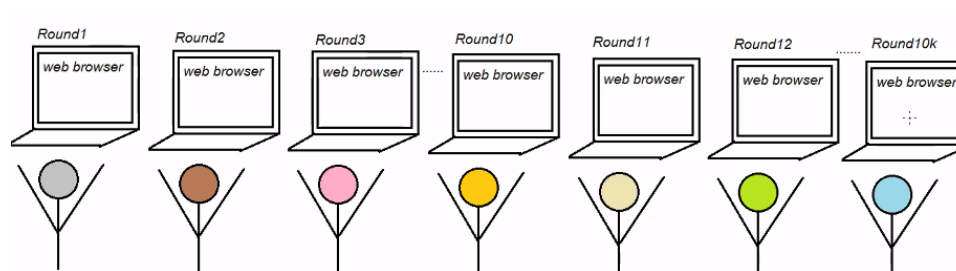 Round1
Round2
Round3
Round10
Round11
Round12
Round10k
web browser
web browser
web browser
......
web browser
web browser
web browser
.......
web browser